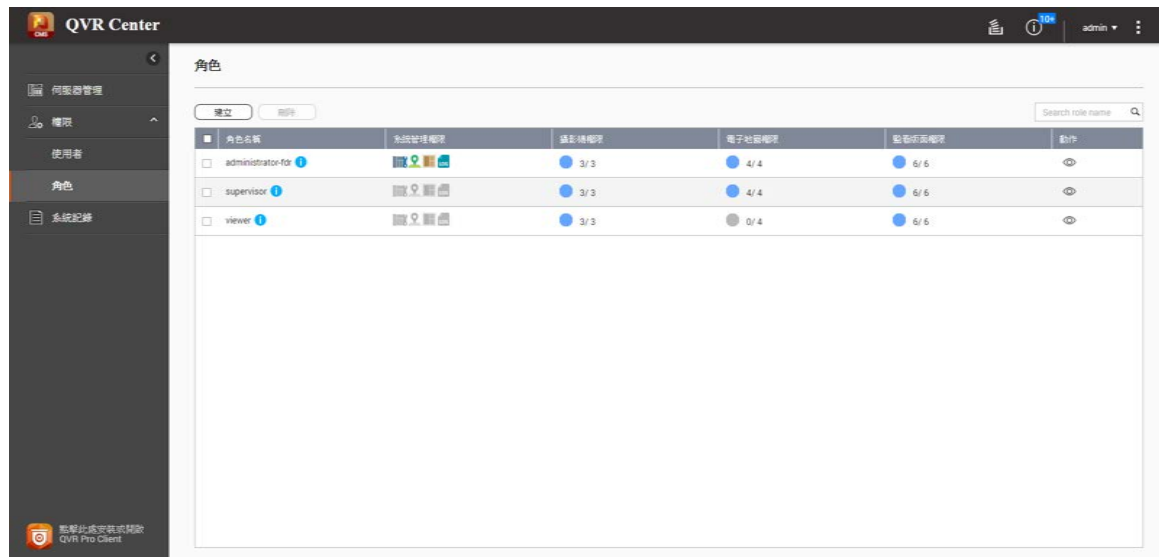 QVR Center
10+
admin
角色
伺服器管理
權限
使用者
角色
系統記錄
建立
刪除
Search role name
角色名稱 系統管理權限 攝影機權限 電子地圖權限 監看版面權限 動作
administrator-fdr 3/ 3 4/ 4 6/ 6
supervisor 3/ 3 4/ 4 6/ 6
viewer 3/ 3 0/ 4 6/ 6
點擊此處安裝或開啟
QVR Pro Client
CMS